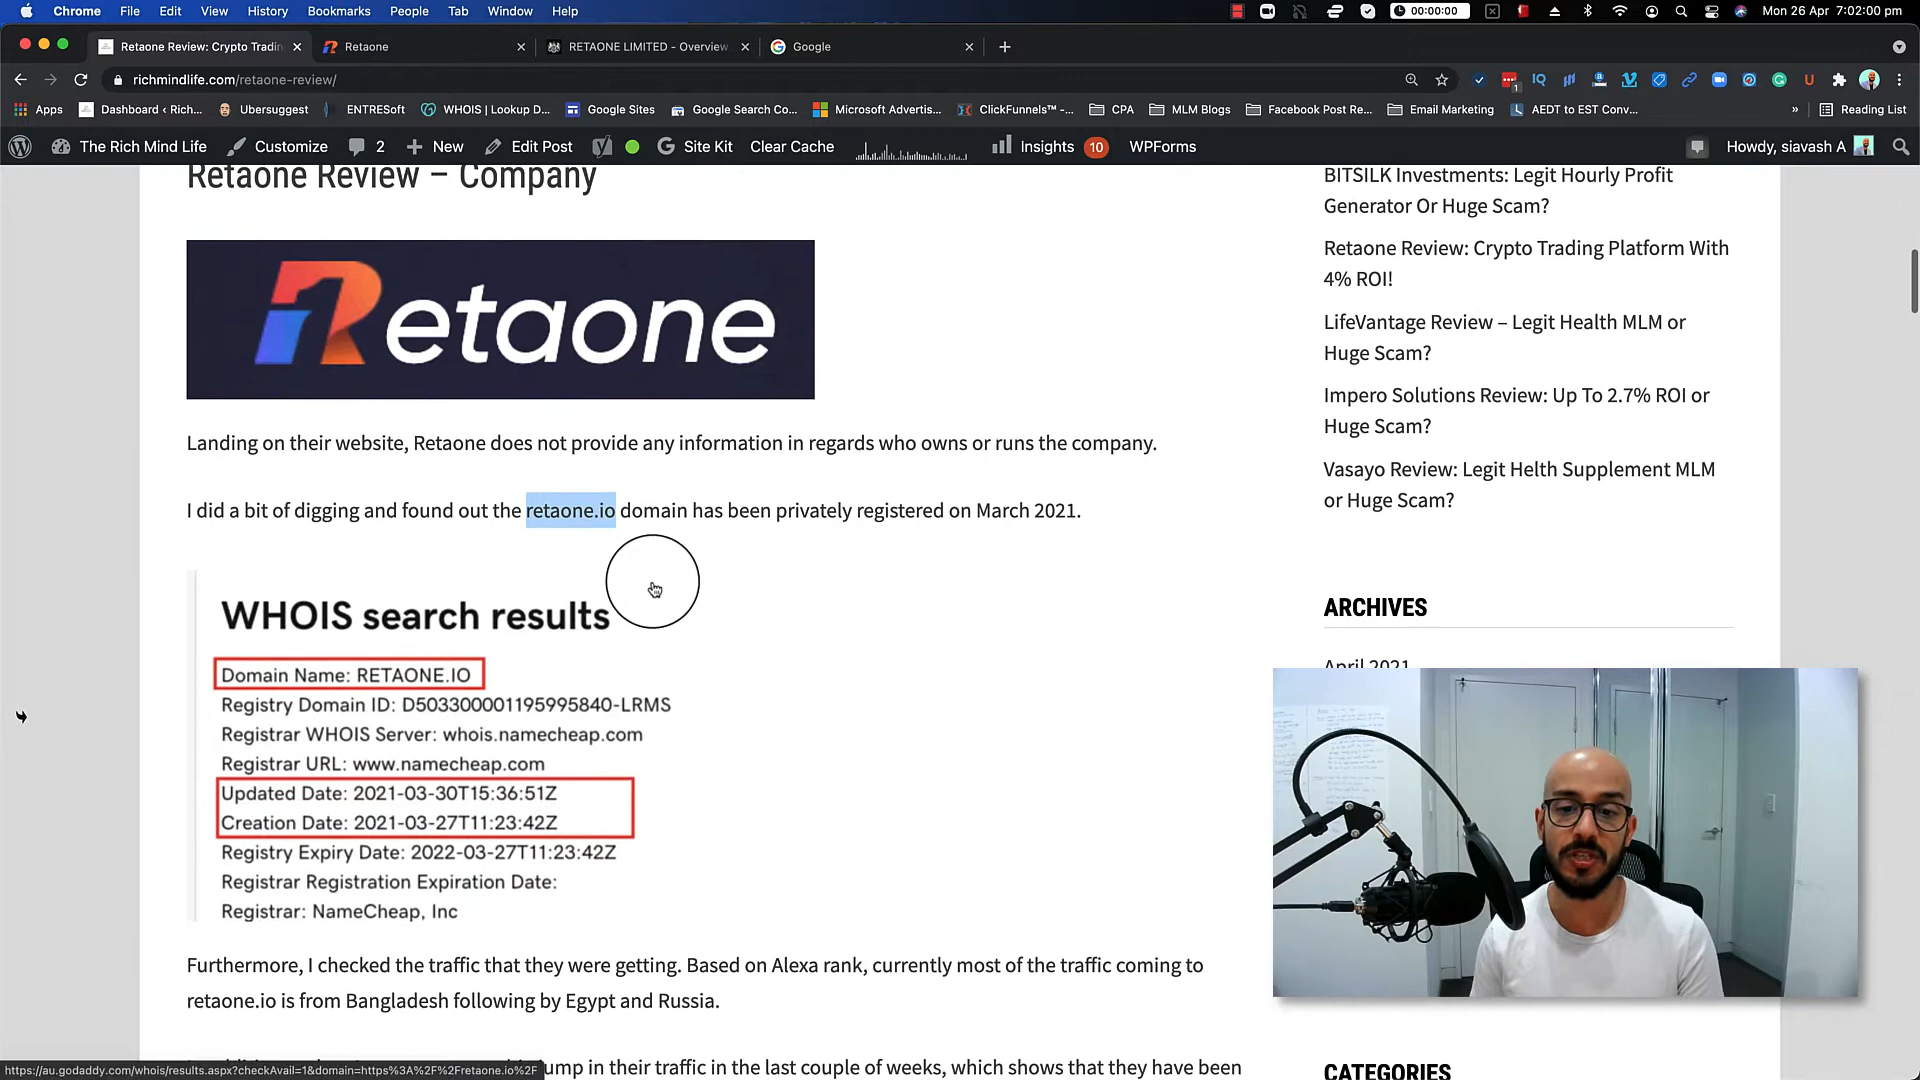 Chrome File Edit View History Bookmarks People Tab Window Help 00:00:00 Mon 26 Apr 7:02:00 pm
Retaone Review: Crypto Tradin Retaone RETAONE LIMITED - Overview Google
richmindlife.com/retaone-review/
Apps Dashboard ‹ Rich... Ubersuggest ENTRESoft WHOIS | Lookup D... Google Sites Google Search Co... Microsoft Advertis... ClickFunnels™ -... CPA MLM Blogs Facebook Post Re... Email Marketing AEDT to EST Conv... » Reading List
The Rich Mind Life Customize 2 New Edit Post Site Kit Clear Cache Insights 10 WPForms Howdy, siavash A
Retaone Review – Company
Retaone
Landing on their website, Retaone does not provide any information in regards who owns or runs the company.
I did a bit of digging and found out the retaone.io domain has been privately registered on March 2021.
WHOIS search results
Domain Name: RETAONE.IO
Registry Domain ID: D503300001195995840-LRMS
Registrar WHOIS Server: whois.namecheap.com
Registrar URL: www.namecheap.com
Updated Date: 2021-03-30T15:36:51Z
Creation Date: 2021-03-27T11:23:42Z
Registry Expiry Date: 2022-03-27T11:23:42Z
Registrar Registration Expiration Date:
Registrar: NameCheap, Inc
Furthermore, I checked the traffic that they were getting. Based on Alexa rank, currently most of the traffic coming to
retaone.io is from Bangladesh following by Egypt and Russia.
ump in their traffic in the last couple of weeks, which shows that they have been
https://au.godaddy.com/whois/results.aspx?checkAvail=1&domain=https%3A%2F%2Fretaone.io%2F
BITSILK Investments: Legit Hourly Profit
Generator Or Huge Scam?
Retaone Review: Crypto Trading Platform With
4% ROI!
LifeVantage Review – Legit Health MLM or
Huge Scam?
Impero Solutions Review: Up To 2.7% ROI or
Huge Scam?
Vasayo Review: Legit Helth Supplement MLM
or Huge Scam?
ARCHIVES
April 2021
CATEGORIES